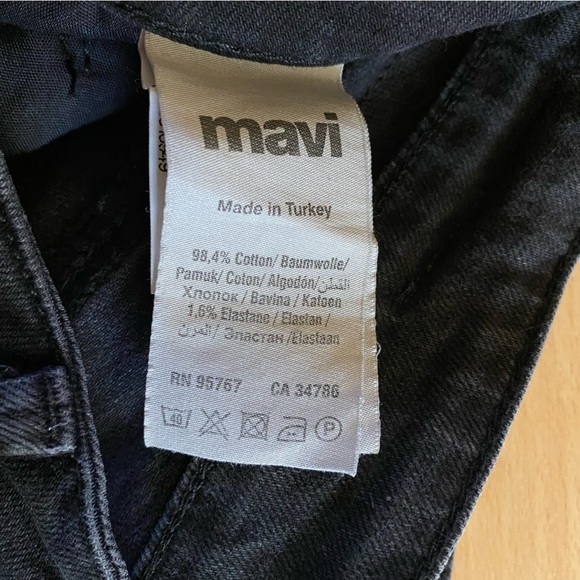 mavi
Made in Turkey
98,4% Cotton/ Baumwolle/
Pamuk/ Coton/ Algodón/القطن/
Хлопок / Bavina / Katoen
1,6% Elastane / Elastan /
المرن/ / Эластан /Elastaan
RN 95767 CA 34786
40 P